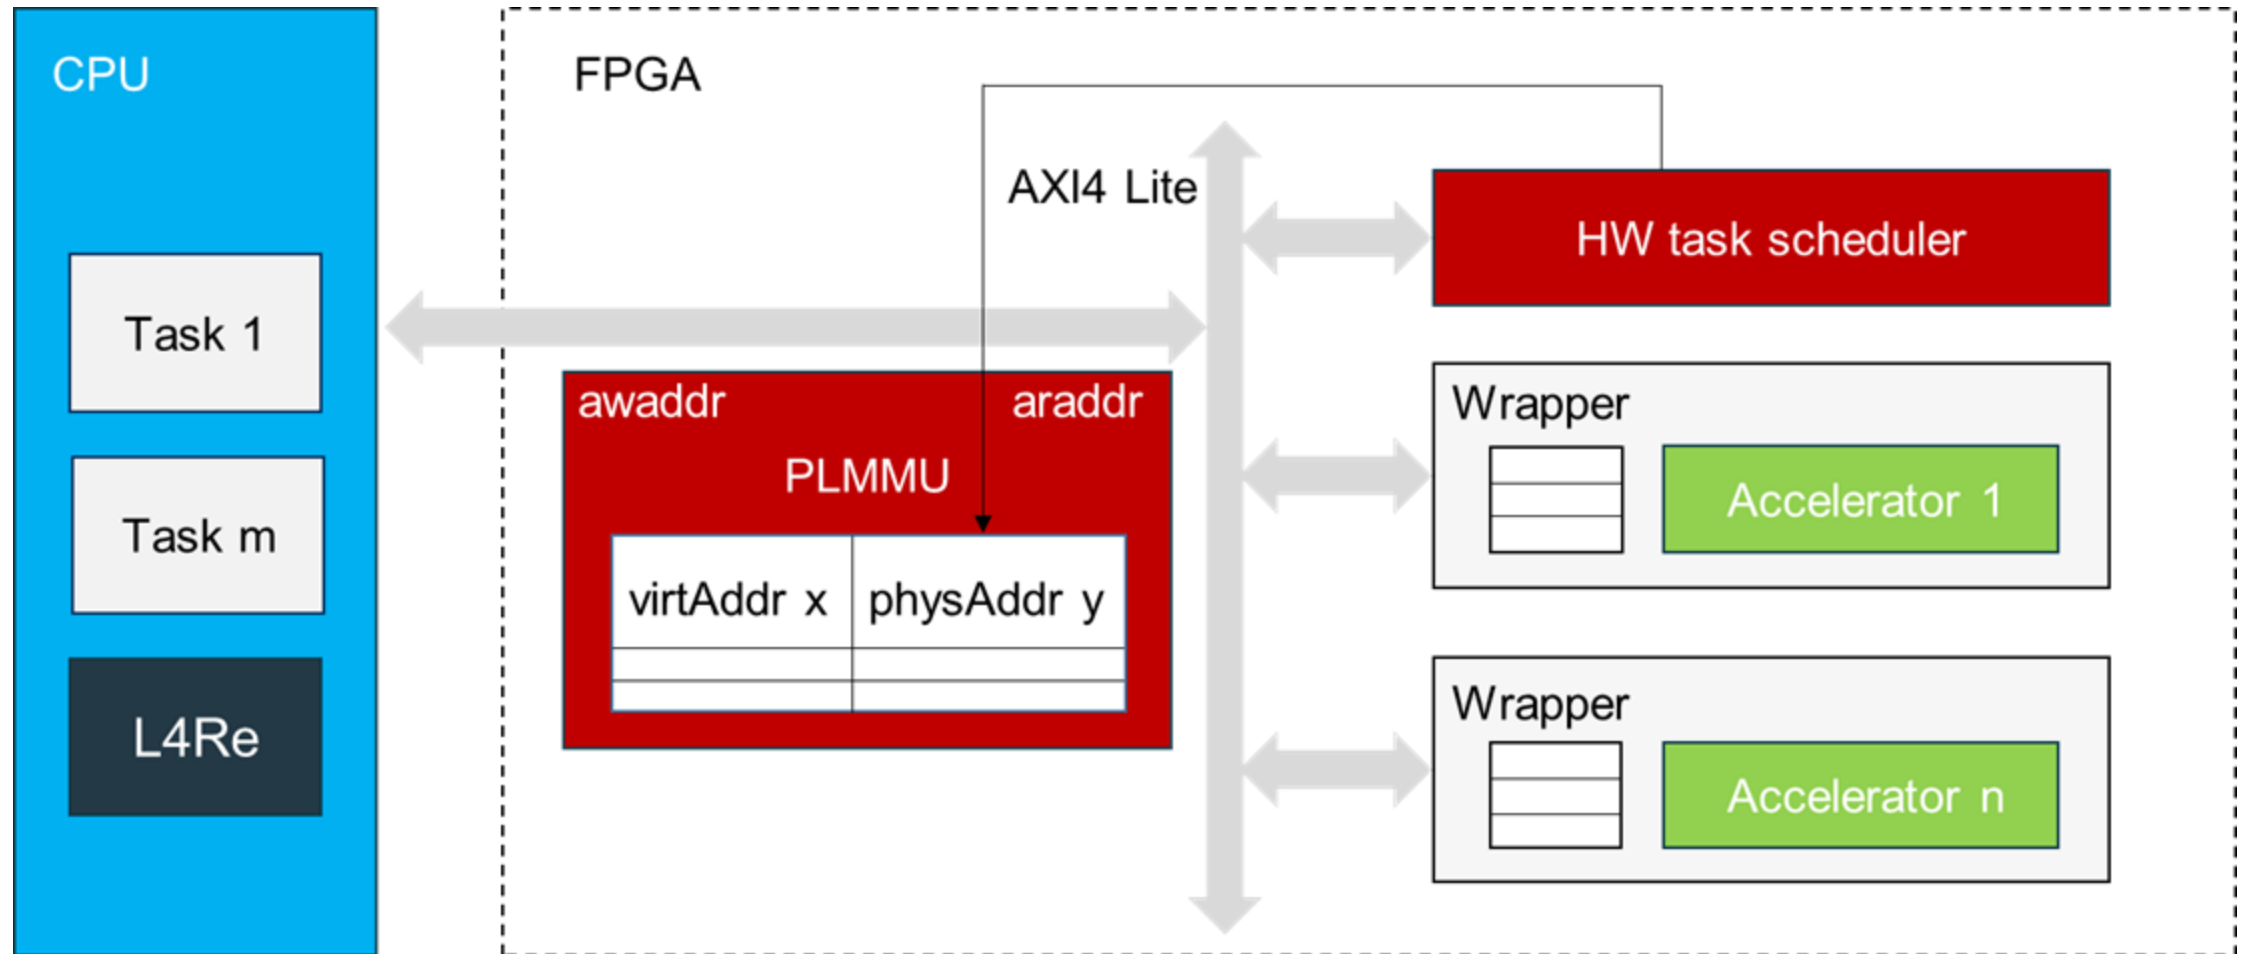 CPU
Task 1
Task m
L4Re
FPGA
AXI4 Lite
awaddr
araddr
PLMMU
virtAddr x
physAddr y
HW task scheduler
Wrapper
Accelerator 1
Wrapper
Accelerator n